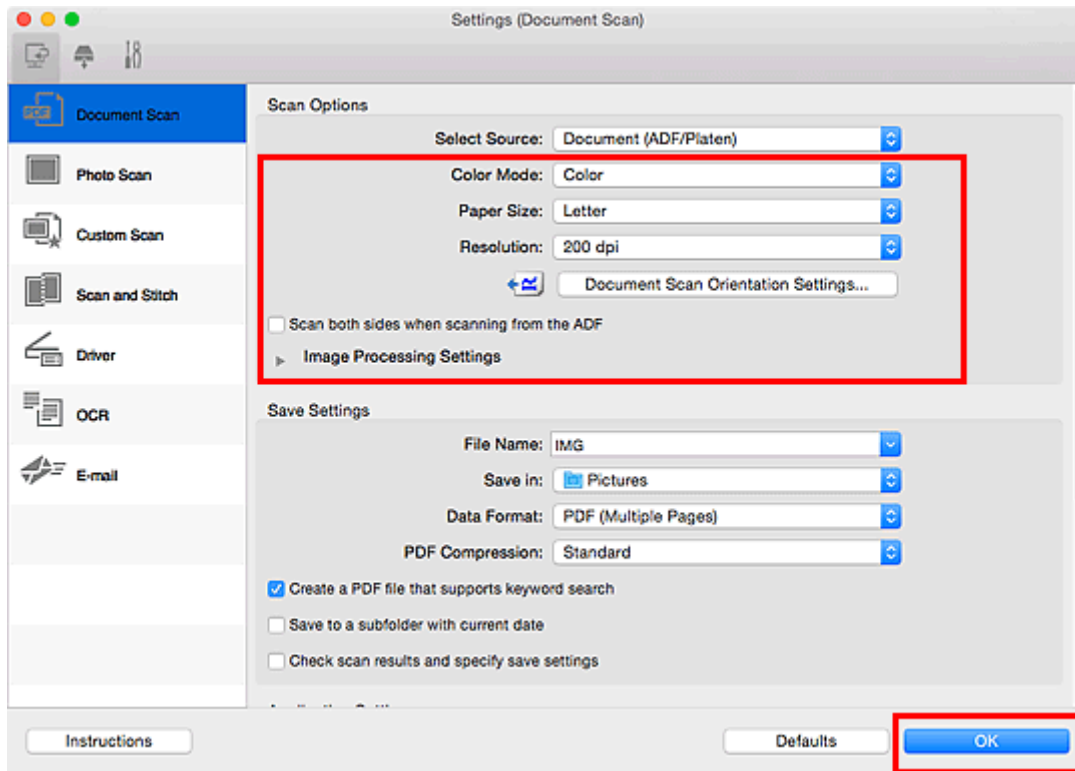 Settings (Document Scan)
Document Scan
Photo Scan
Custom Scan
Scan and Stitch
Driver
OCR
E-mail
Scan Options
Select Source: Document (ADF/Platen)
Color Mode: Color
Paper Size: Letter
Resolution: 200 dpi
Document Scan Orientation Settings...
Scan both sides when scanning from the ADF
Image Processing Settings
Save Settings
File Name: IMG
Save in: Pictures
Data Format: PDF (Multiple Pages)
PDF Compression: Standard
Create a PDF file that supports keyword search
Save to a subfolder with current date
Check scan results and specify save settings
Instructions
Defaults
OK